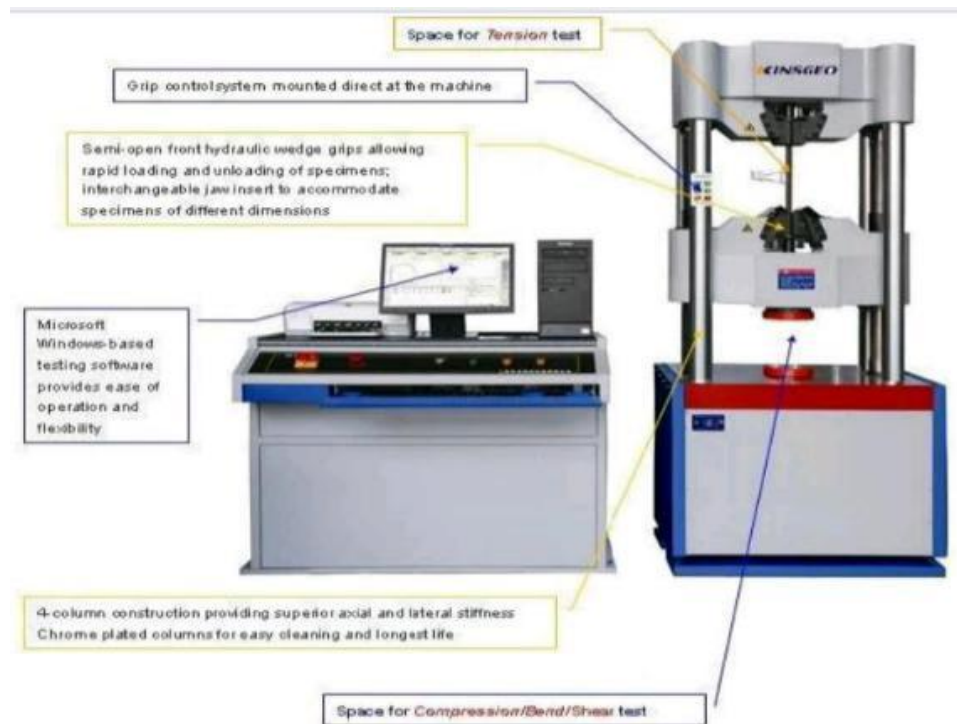 Space for Tension test
KINSGEO
Grip controlsystem mounted direct at the machine
Semi-open front hydraulic wedge grips allowing
rapid loading and unloading of specimens;
interchangeable jaw insert to accommodate
specimens of different dimensions
Microsoft
Windows-based
testing software
provides ease of
operation and
flexibility
4-column construction providing superior axial and lateral stiffness
Chrome plated columns for easy cleaning and longest life
Space for Compression/Bend/Shear test